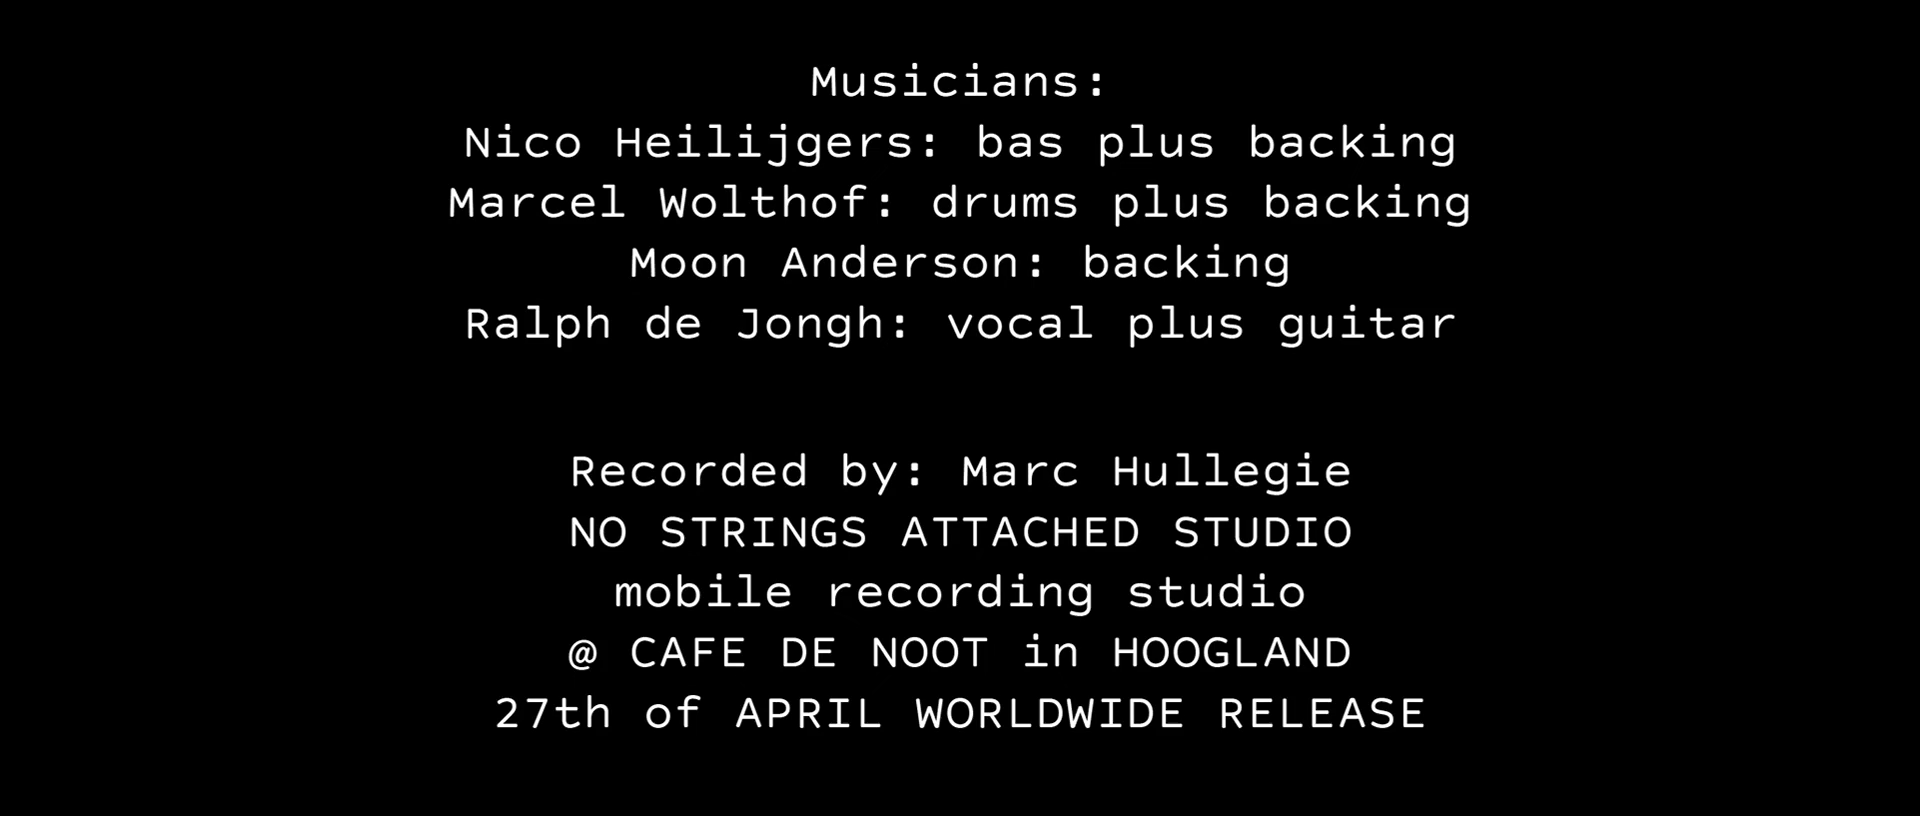 Musicians:
Nico Heilijgers: bas plus backing
Marcel Wolthof: drums plus backing
Moon Anderson: backing
Ralph de Jongh: vocal plus guitar
Recorded by: Marc Hullegie
NO STRINGS ATTACHED STUDIO
mobile recording studio
@ CAFE DE NOOT in HOOGLAND
27th of APRIL WORLDWIDE RELEASE